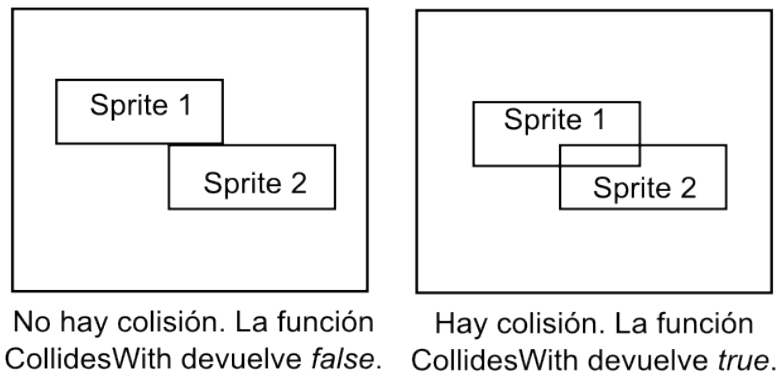 Sprite 1
Sprite 2
No hay colisión. La función
CollidesWith devuelve false.
Sprite 1
Sprite 2
Hay colisión. La función
CollidesWith devuelve true.